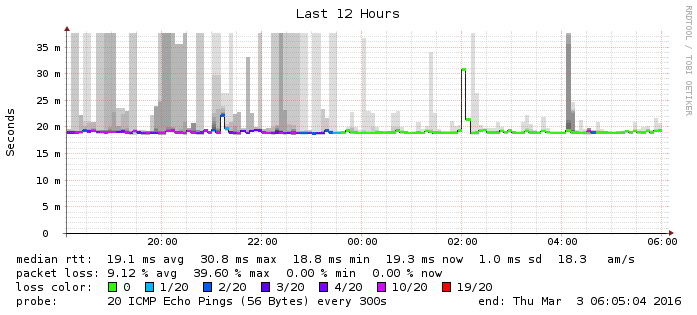 Last 12 Hours
RRDTOOL / TOBI OETIKER
Seconds
35 m
30 m
25 m
20 m
15 m
10 m
5 m
0
20:00 22:00 00:00 02:00 04:00 06:00
median rtt: 19.1 ms avg 30.8 ms max 18.8 ms min 19.3 ms now 1.0 ms sd 18.3 am/s
packet loss: 9.12 % avg 39.60 % max 0.00 % min 0.00 % now
loss color: 0 1/20 2/20 3/20 4/20 10/20 19/20
probe: 20 ICMP Echo Pings (56 Bytes) every 300s end: Thu Mar 3 06:05:04 2016